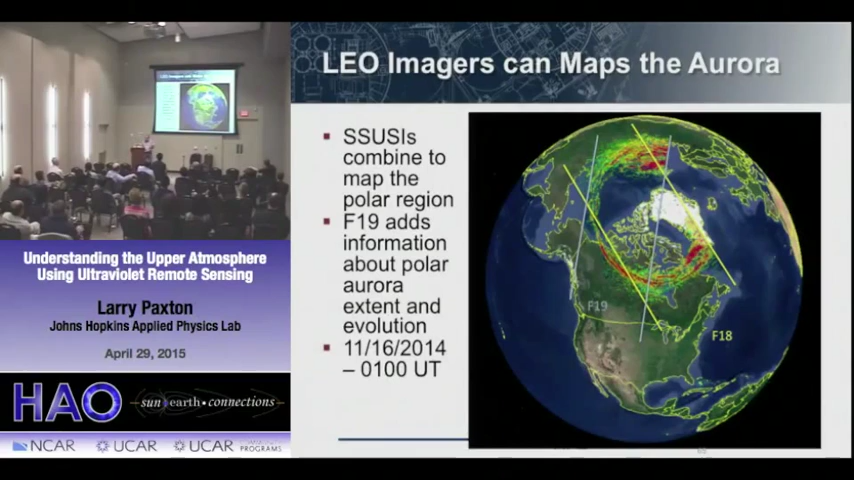 LEO Imagers can Maps the Aurora
SSUSIs
combine to
map the
polar region
F19 adds
information
about polar
aurora
extent and
evolution
11/16/2014
– 0100 UT
F19
F18
Understanding the Upper Atmosphere
Using Ultraviolet Remote Sensing
Larry Paxton
Johns Hopkins Applied Physics Lab
April 29, 2015
HAO
sun earth • connections
NCAR
UCAR
UCAR
PROGRAMS